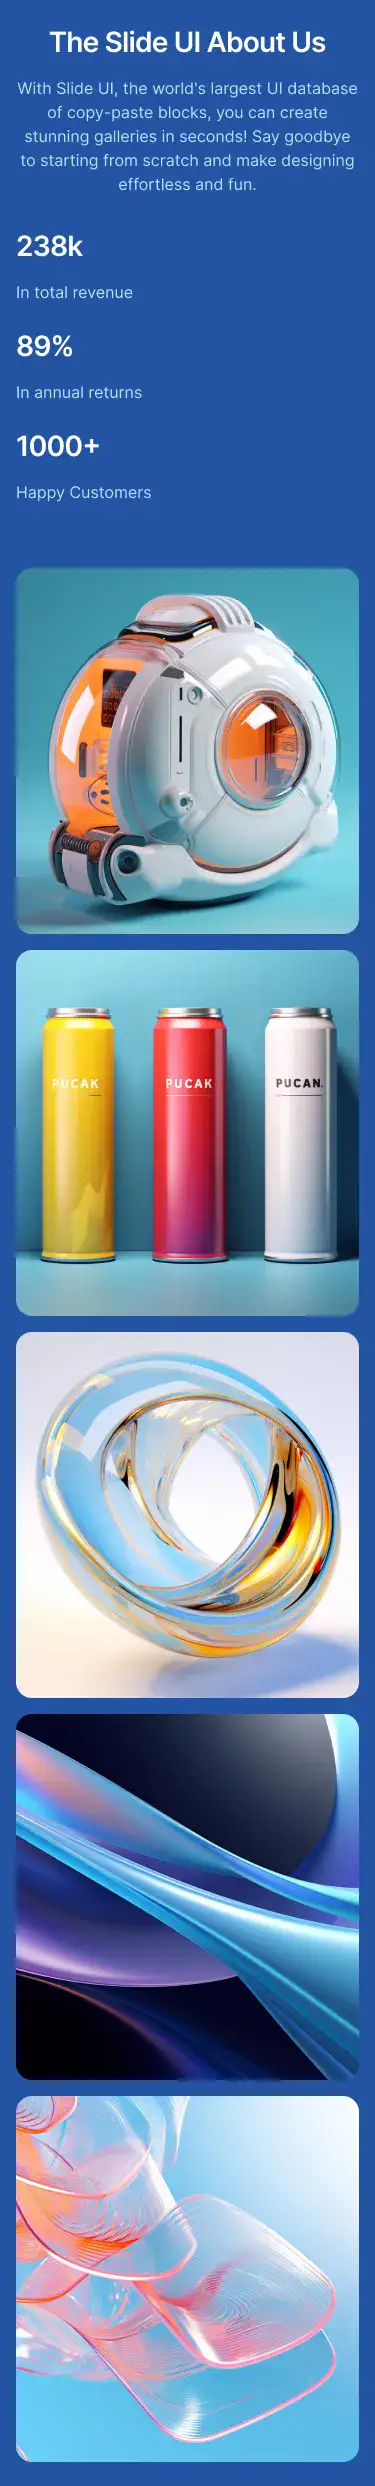 The Slide UI About Us
With Slide UI, the world's largest UI database
of copy-paste blocks, you can create
stunning galleries in seconds! Say goodbye
to starting from scratch and make designing
effortless and fun.
238k
In total revenue
89%
In annual returns
1000+
Happy Customers
PUCAK
PUCAK
PUCAN.